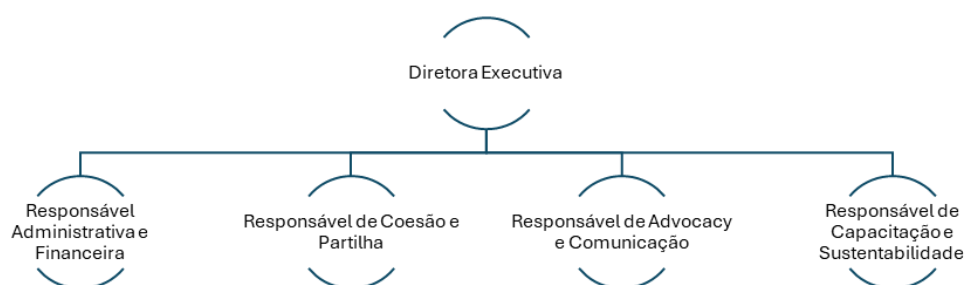 Diretora Executiva
Responsável
Administrativa e
Financeira
Responsável de Coesão e
Partilha
Responsável de Advocacy
e Comunicação
Responsável de
Capacitação e
Sustentabilidade